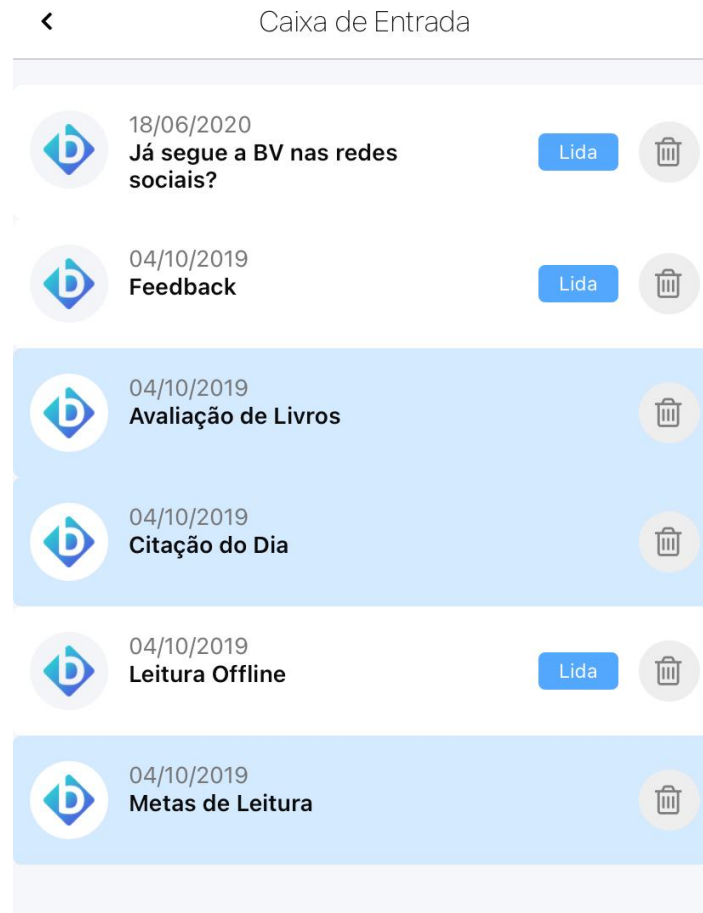 Caixa de Entrada
18/06/2020
Já segue a BV nas redes
sociais?
Lida
04/10/2019
Feedback
Lida
04/10/2019
Avaliação de Livros
04/10/2019
Citação do Dia
04/10/2019
Leitura Offline
Lida
04/10/2019
Metas de Leitura